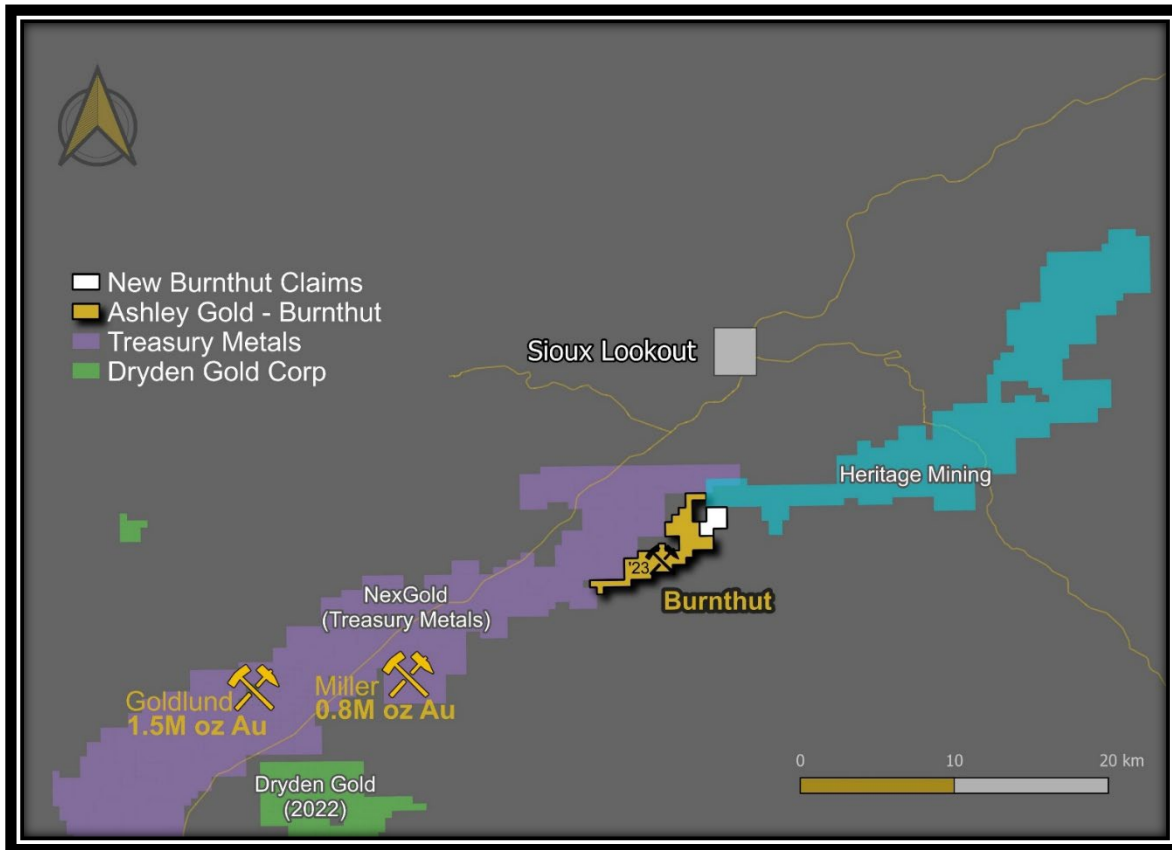 New Burnthut Claims
Ashley Gold - Burnthut
Treasury Metals
Dryden Gold Corp
Sioux Lookout
Heritage Mining
'23
Burnthut
NexGold
(Treasury Metals)
Goldlund
1.5M oz Au
Miller
0.8M oz Au
Dryden Gold
(2022)
0 10 20 km